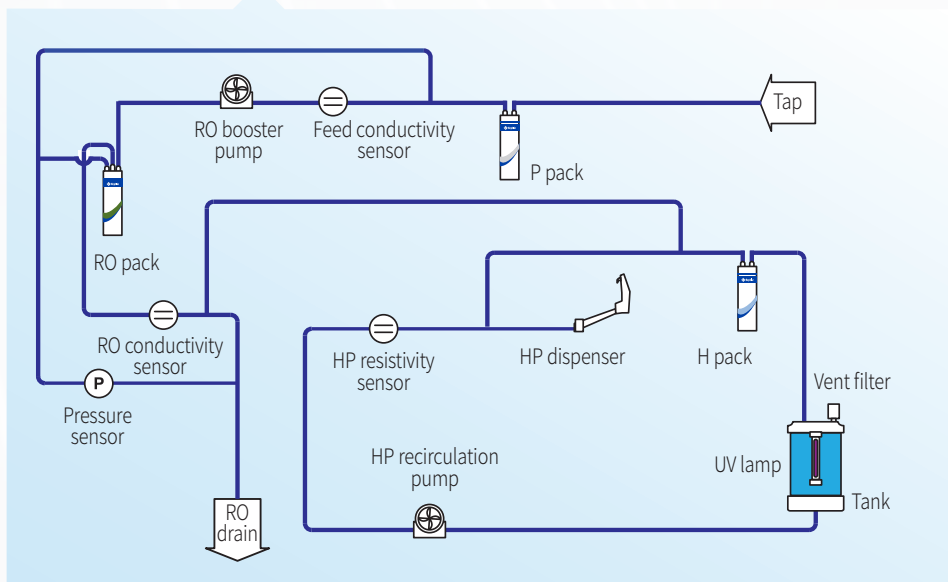 Tap
RO booster
pump
Feed conductivity
sensor
P pack
RO pack
RO conductivity
sensor
HP resistivity
sensor
HP dispenser
H pack
Vent filter
P
Pressure
sensor
HP recirculation
pump
UV lamp
Tank
RO
drain